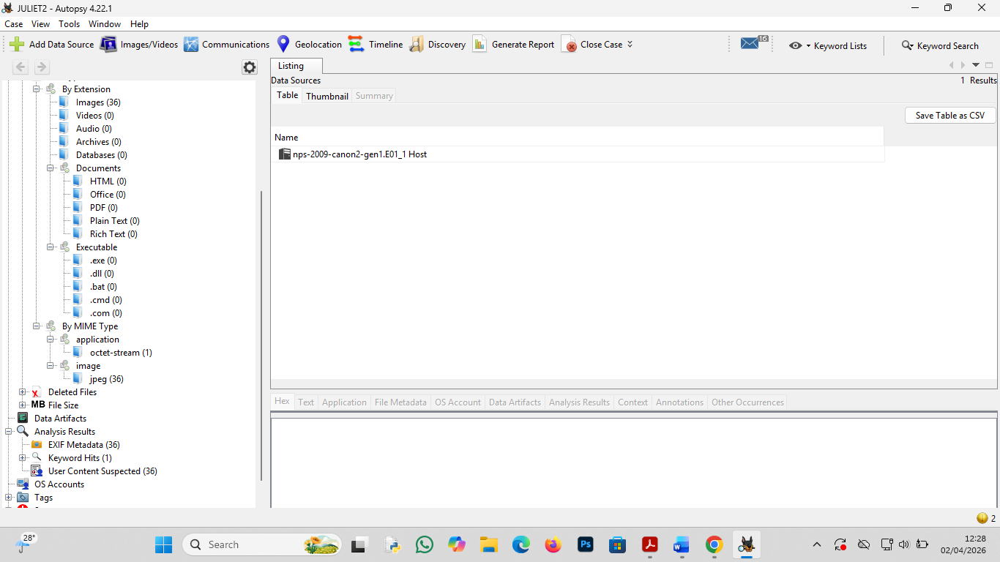 JULIET2 - Autopsy 4.22.1
Case View Tools Window Help
Add Data Source Images/Videos Communications Geolocation Timeline Discovery Generate Report Close Case 16 Keyword Lists Keyword Search
Listing
Data Sources 1 Results
Table Thumbnail Summary
Save Table as CSV
Name
nps-2009-canon2-gen1.E01_1 Host
By Extension
Images (36)
Videos (0)
Audio (0)
Archives (0)
Databases (0)
Documents
HTML (0)
Office (0)
PDF (0)
Plain Text (0)
Rich Text (0)
Executable
.exe (0)
.dll (0)
.bat (0)
.cmd (0)
.com (0)
By MIME Type
application
octet-stream (1)
image
jpeg (36)
Deleted Files
MB File Size
Data Artifacts
Analysis Results
EXIF Metadata (36)
Keyword Hits (1)
User Content Suspected (36)
OS Accounts
Tags
Hex Text Application File Metadata OS Account Data Artifacts Analysis Results Context Annotations Other Occurrences
2
28°
Search
Ps
12:28
02/04/2026